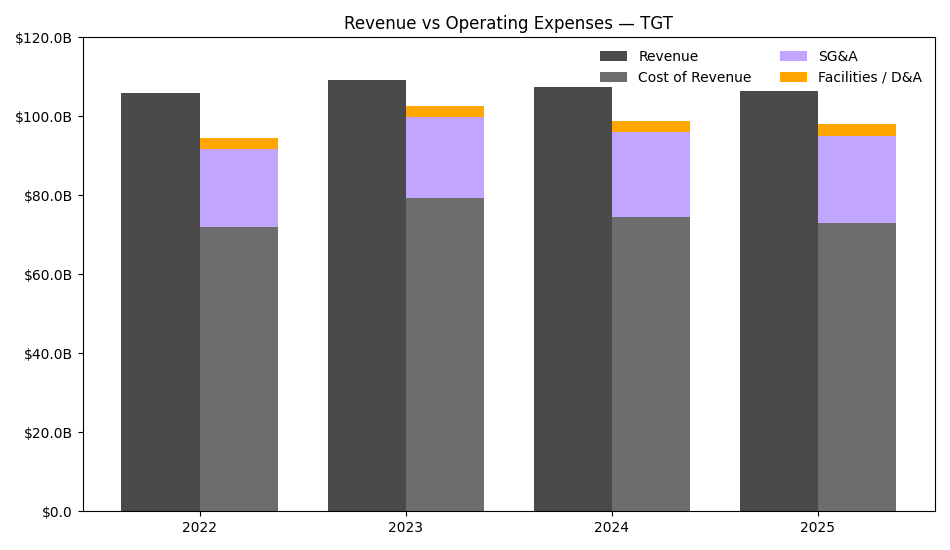 Revenue vs Operating Expenses — TGT
$120.0B
$100.0B
$80.0B
$60.0B
$40.0B
$20.0B
$0.0
Revenue
Cost of Revenue
SG&A
Facilities / D&A
2022
2023
2024
2025